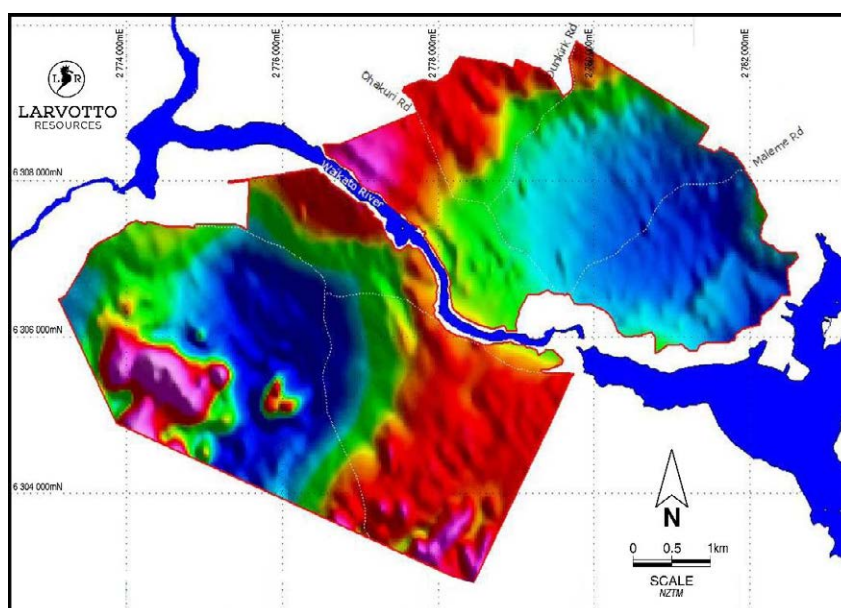 2 774 000mE
2 776 000mE
2 778 000mE
2 782 000mE
L R
LARVOTTO
RESOURCES
Ohakuri Rd
Dunkirk Rd
Maleme Rd
Waikato River
6 308 000mN
6 306 000mN
6 304 000mN
N
0 0.5 1km
SCALE
NZTM